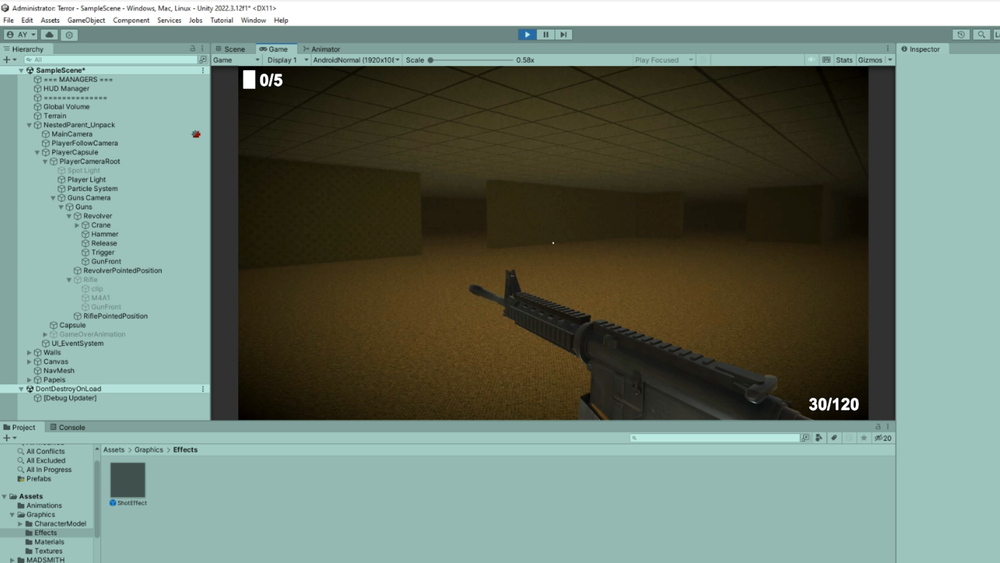 Administrator: Terror - SampleScene - Windows, Mac, Linux - Unity 2022.3.12f1* <DX11>
File Edit Assets GameObject Component Services Jobs Tutorial Window Help
AY
Hierarchy
Scene Game Animator
Inspector
All
Game Display 1 AndroidNormal (1920x10 Scale 0.58x Play Focused Stats Gizmos
SampleScene*
=== MANAGERS ===
HUD Manager
==============
Global Volume
Terrain
NestedParent_Unpack
MainCamera
PlayerFollowCamera
PlayerCapsule
PlayerCameraRoot
Spot Light
Player Light
Particle System
Guns Camera
Guns
Revolver
Crane
Hammer
Release
Trigger
GunFront
RevolverPointedPosition
Rifle
clip
M4A1
GunFront
RiflePointedPosition
Capsule
GameOverAnimation
UI_EventSystem
Walls
Canvas
NavMesh
Papeis
DontDestroyOnLoad
[Debug Updater]
0/5
30/120
Project Console
20
All Conflicts
All Excluded
All In Progress
Prefabs
Assets
Animations
Graphics
CharacterModel
Effects
Materials
Textures
MADSMITH
Assets > Graphics > Effects
ShotEffect